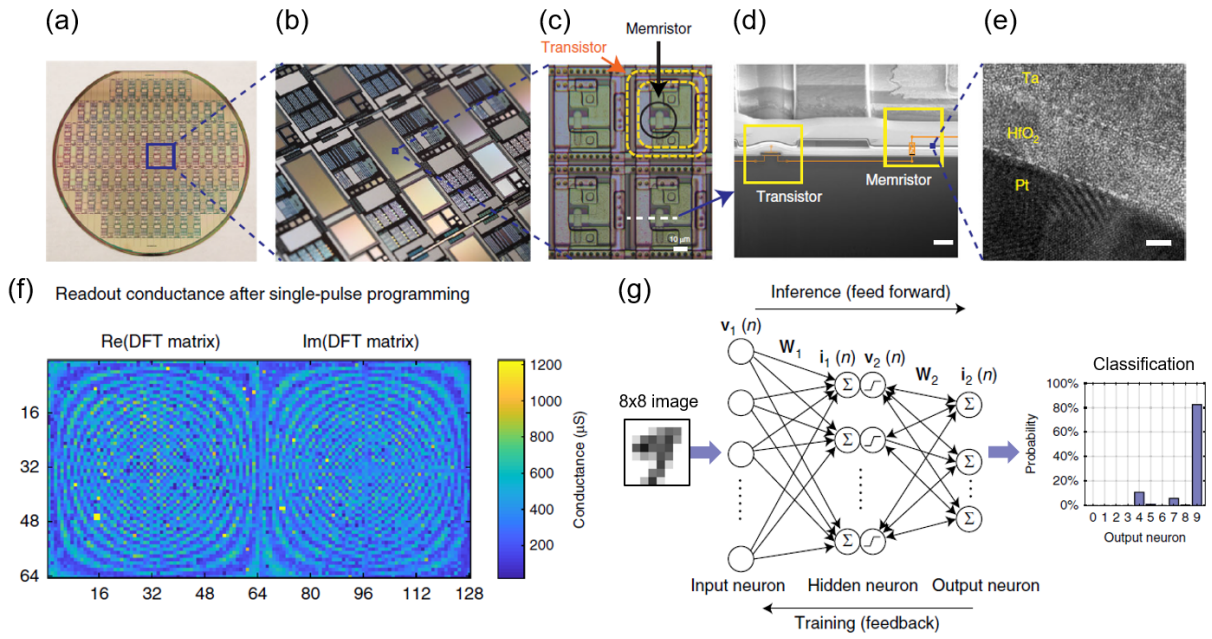 (a)
(b)
(c)
(d)
(e)
Memristor
Transistor
10 µm
Transistor
Memristor
Ta
HfO2
Pt
(f)
Readout conductance after single-pulse programming
Re(DFT matrix)
Im(DFT matrix)
16
32
48
64
16
32
48
64
80
96
112
128
1200
1000
800
600
400
200
Conductance (µS)
(g)
Inference (feed forward)
v1 (n)
W1
i1 (n)
v2 (n)
W2
i2 (n)
8x8 image
Σ
Σ
Σ
Σ
Σ
Σ
Input neuron
Hidden neuron
Output neuron
Training (feedback)
Classification
100%
80%
60%
40%
20%
0%
Probability
0 1 2 3 4 5 6 7 8 9
Output neuron